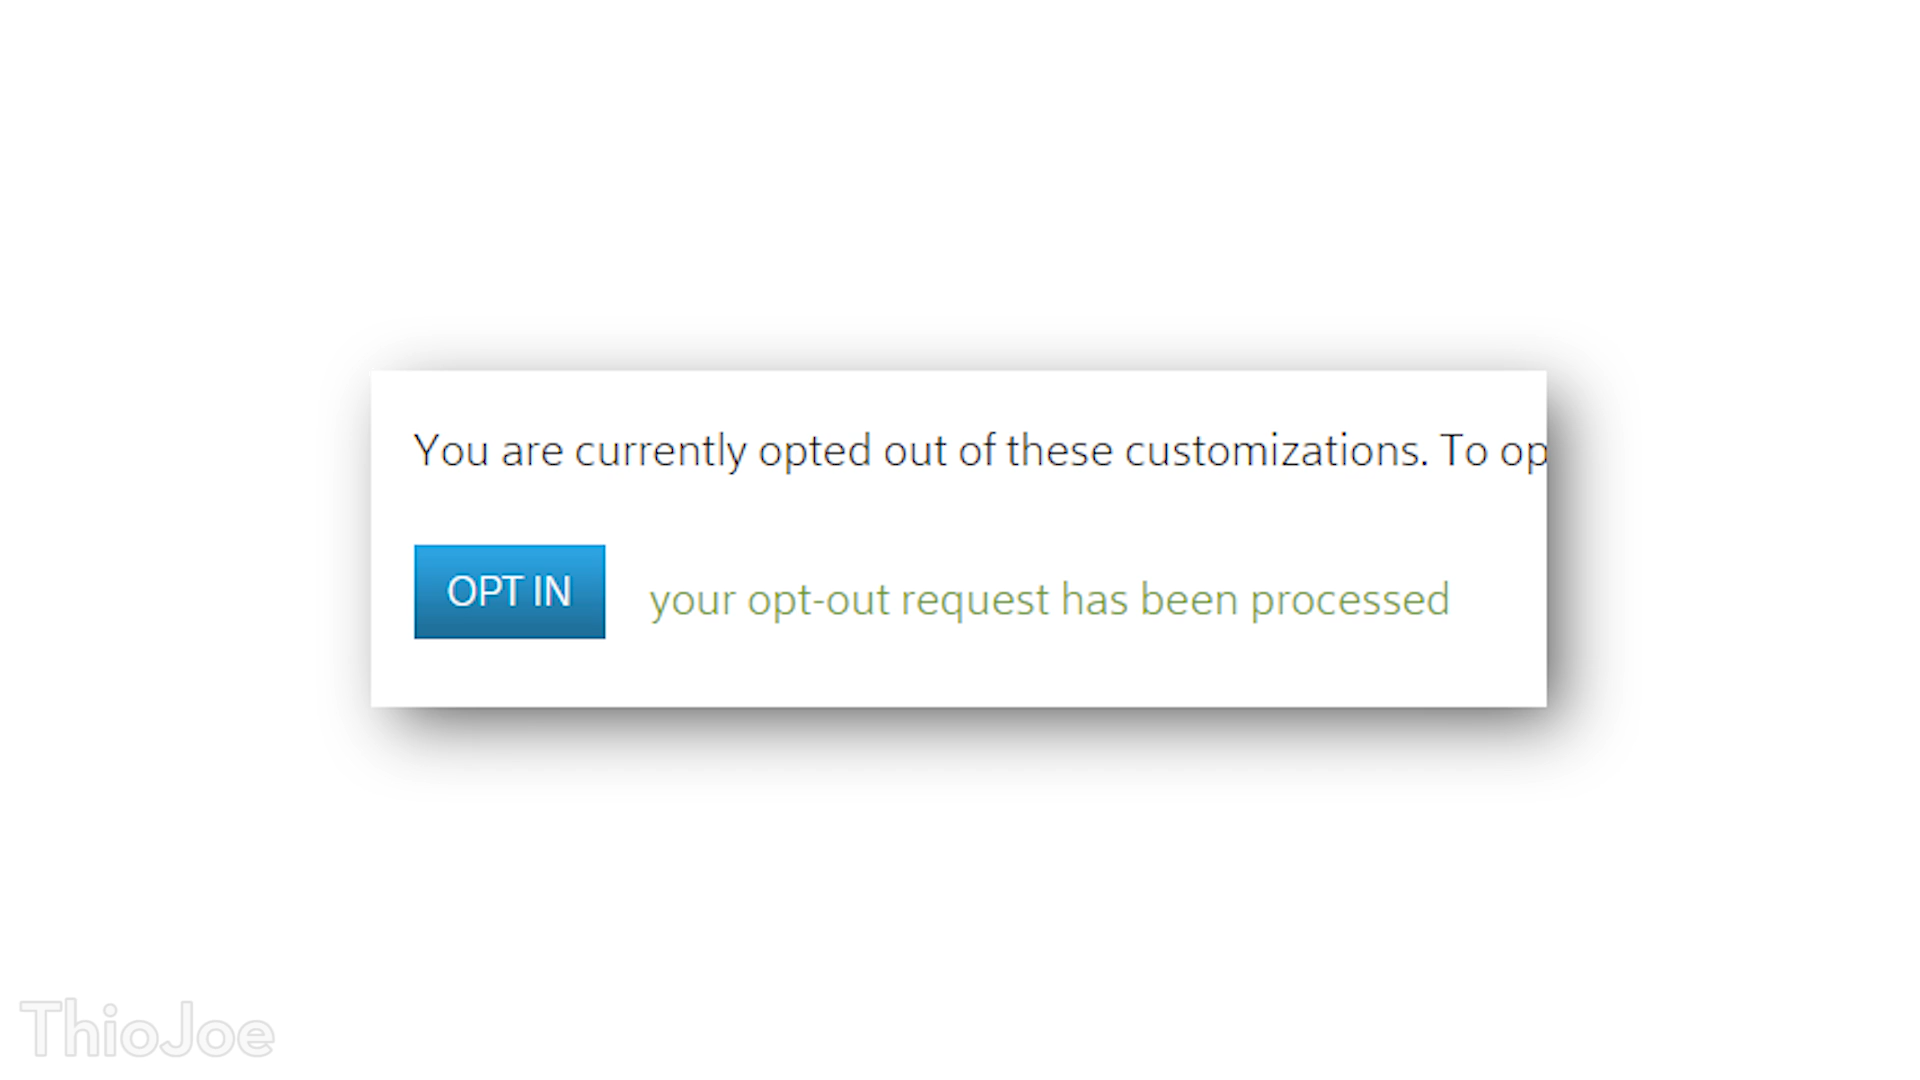 You are currently opted out of these customizations. To op
OPT IN
your opt-out request has been processed
ThioJoe